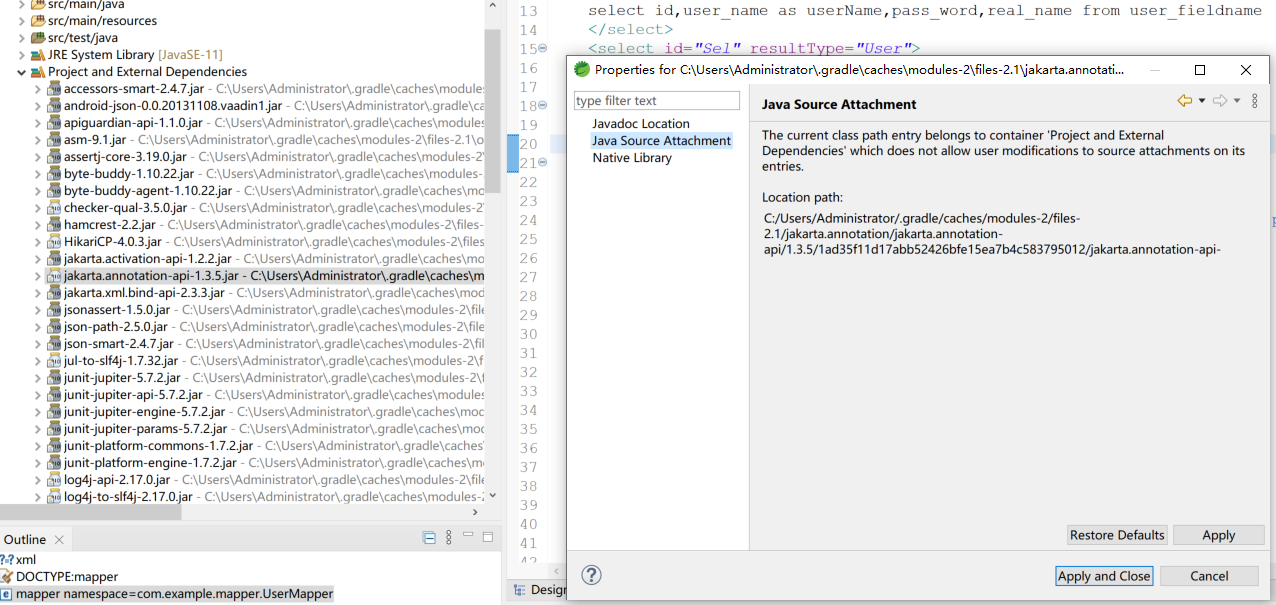 src/main/java
src/main/resources
src/test/java
JRE System Library [JavaSE-11]
Project and External Dependencies
accessors-smart-2.4.7.jar - C:\Users\Administrator\.gradle\caches\modules
android-json-0.0.20131108.vaadin1.jar - C:\Users\Administrator\.gradle\c
apiguardian-api-1.1.0.jar - C:\Users\Administrator\.gradle\caches\module
asm-9.1.jar - C:\Users\Administrator\.gradle\caches\modules-2\files-2.1\o
assertj-core-3.19.0.jar - C:\Users\Administrator\.gradle\caches\modules-2
byte-buddy-1.10.22.jar - C:\Users\Administrator\.gradle\caches\modules-
byte-buddy-agent-1.10.22.jar - C:\Users\Administrator\.gradle\caches\mo
checker-qual-3.5.0.jar - C:\Users\Administrator\.gradle\caches\modules-2
hamcrest-2.2.jar - C:\Users\Administrator\.gradle\caches\modules-2\files-
HikariCP-4.0.3.jar - C:\Users\Administrator\.gradle\caches\modules-2\file
jakarta.activation-api-1.2.2.jar - C:\Users\Administrator\.gradle\caches\m
jakarta.annotation-api-1.3.5.jar - C:\Users\Administrator\.gradle\caches\m
jakarta.xml.bind-api-2.3.3.jar - C:\Users\Administrator\.gradle\caches\mod
jsonassert-1.5.0.jar - C:\Users\Administrator\.gradle\caches\modules-2\file
json-path-2.5.0.jar - C:\Users\Administrator\.gradle\caches\modules-2\file
json-smart-2.4.7.jar - C:\Users\Administrator\.gradle\caches\modules-2\fi
jul-to-slf4j-1.7.32.jar - C:\Users\Administrator\.gradle\caches\modules-2\f
junit-jupiter-5.7.2.jar - C:\Users\Administrator\.gradle\caches\modules-2\f
junit-jupiter-api-5.7.2.jar - C:\Users\Administrator\.gradle\caches\module
junit-jupiter-engine-5.7.2.jar - C:\Users\Administrator\.gradle\caches\mo
junit-jupiter-params-5.7.2.jar - C:\Users\Administrator\.gradle\caches\mo
junit-platform-commons-1.7.2.jar - C:\Users\Administrator\.gradle\caches
junit-platform-engine-1.7.2.jar - C:\Users\Administrator\.gradle\caches\m
log4j-api-2.17.0.jar - C:\Users\Administrator\.gradle\caches\modules-2\file
log4j-to-slf4j-2.17.0.jar - C:\Users\Administrator\.gradle\caches\modules-2
Outline
?=? xml
DOCTYPE:mapper
e mapper namespace=com.example.mapper.UserMapper
13 select id,user_name as userName,pass_word,real_name from user_fieldname
14 </select>
15 <select id="Sel" resultType="User">
16
17
18
19
20
21
22
23
24
25
26
27
28
29
30
31
32
33
34
35
36
37
38
39
40
41
42
Design
Properties for C:\Users\Administrator\.gradle\caches\modules-2\files-2.1\jakarta.annotati...
type filter text
Javadoc Location
Java Source Attachment
Native Library
Java Source Attachment
The current class path entry belongs to container 'Project and External
Dependencies' which does not allow user modifications to source attachments on its
entries.
Location path:
C:/Users/Administrator/.gradle/caches/modules-2/files-
2.1/jakarta.annotation/jakarta.annotation-
api/1.3.5/1ad35f11d17abb52426bfe15ea7b4c583795012/jakarta.annotation-api-
Restore Defaults
Apply
?
Apply and Close
Cancel